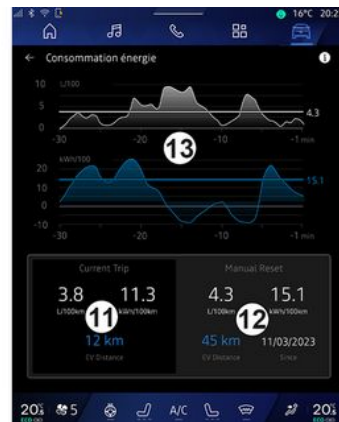 16°C 20:2
Consommation énergie
10 L/100
5
0
4.3
-30 -20 -10 -1 min
13
kWh/100
20
10
0
-10
15.1
-30 -20 -10 -1 min
Current Trip
Manual Reset
3.8 11.3
L/100km kWh/100km
4.3 15.1
L/100km kWh/100km
11
12
12 km
EV Distance
45 km 11/03/2023
EV Distance Since
20% 5 A/C 20%
ECO ECO